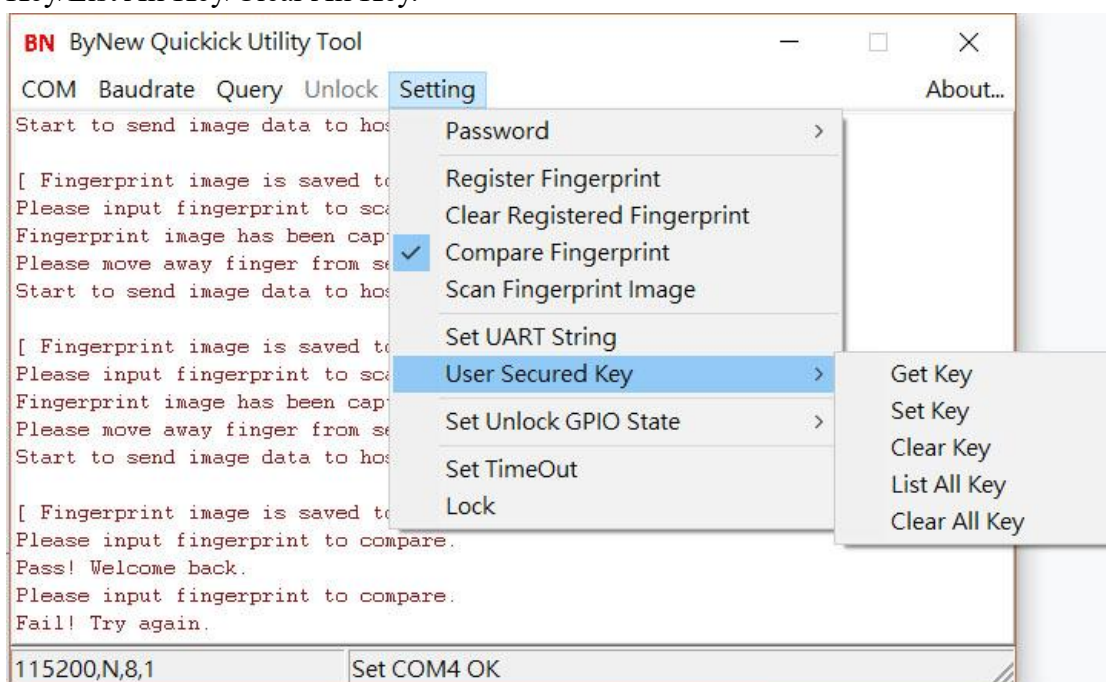 BN ByNew Quickick Utility Tool
COM Baudrate Query Unlock Setting About...
Start to send image data to hos
[ Fingerprint image is saved to
Please input fingerprint to sca
Fingerprint image has been cap
Please move away finger from se
Start to send image data to hos
[ Fingerprint image is saved to
Please input fingerprint to sca
Fingerprint image has been cap
Please move away finger from se
Start to send image data to hos
[ Fingerprint image is saved to
Please input fingerprint to compare.
Pass! Welcome back.
Please input fingerprint to compare.
Fail! Try again.
Password
Register Fingerprint
Clear Registered Fingerprint
Compare Fingerprint
Scan Fingerprint Image
Set UART String
User Secured Key
Set Unlock GPIO State
Set TimeOut
Lock
Get Key
Set Key
Clear Key
List All Key
Clear All Key
115200,N,8,1
Set COM4 OK